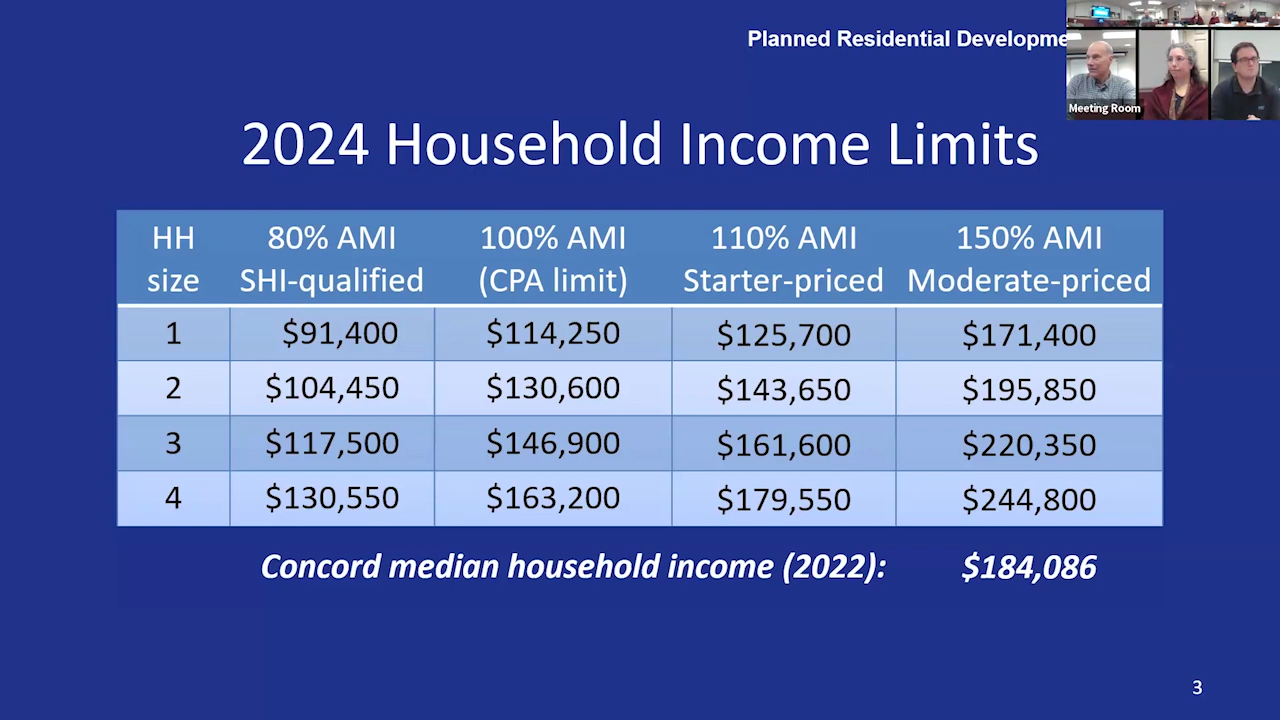 Planned Residential Developme
Meeting Room
2024 Household Income Limits
HH size 80% AMI SHI-qualified 100% AMI (CPA limit) 110% AMI Starter-priced 150% AMI Moderate-priced
1 $91,400 $114,250 $125,700 $171,400
2 $104,450 $130,600 $143,650 $195,850
3 $117,500 $146,900 $161,600 $220,350
4 $130,550 $163,200 $179,550 $244,800
Concord median household income (2022): $184,086
3